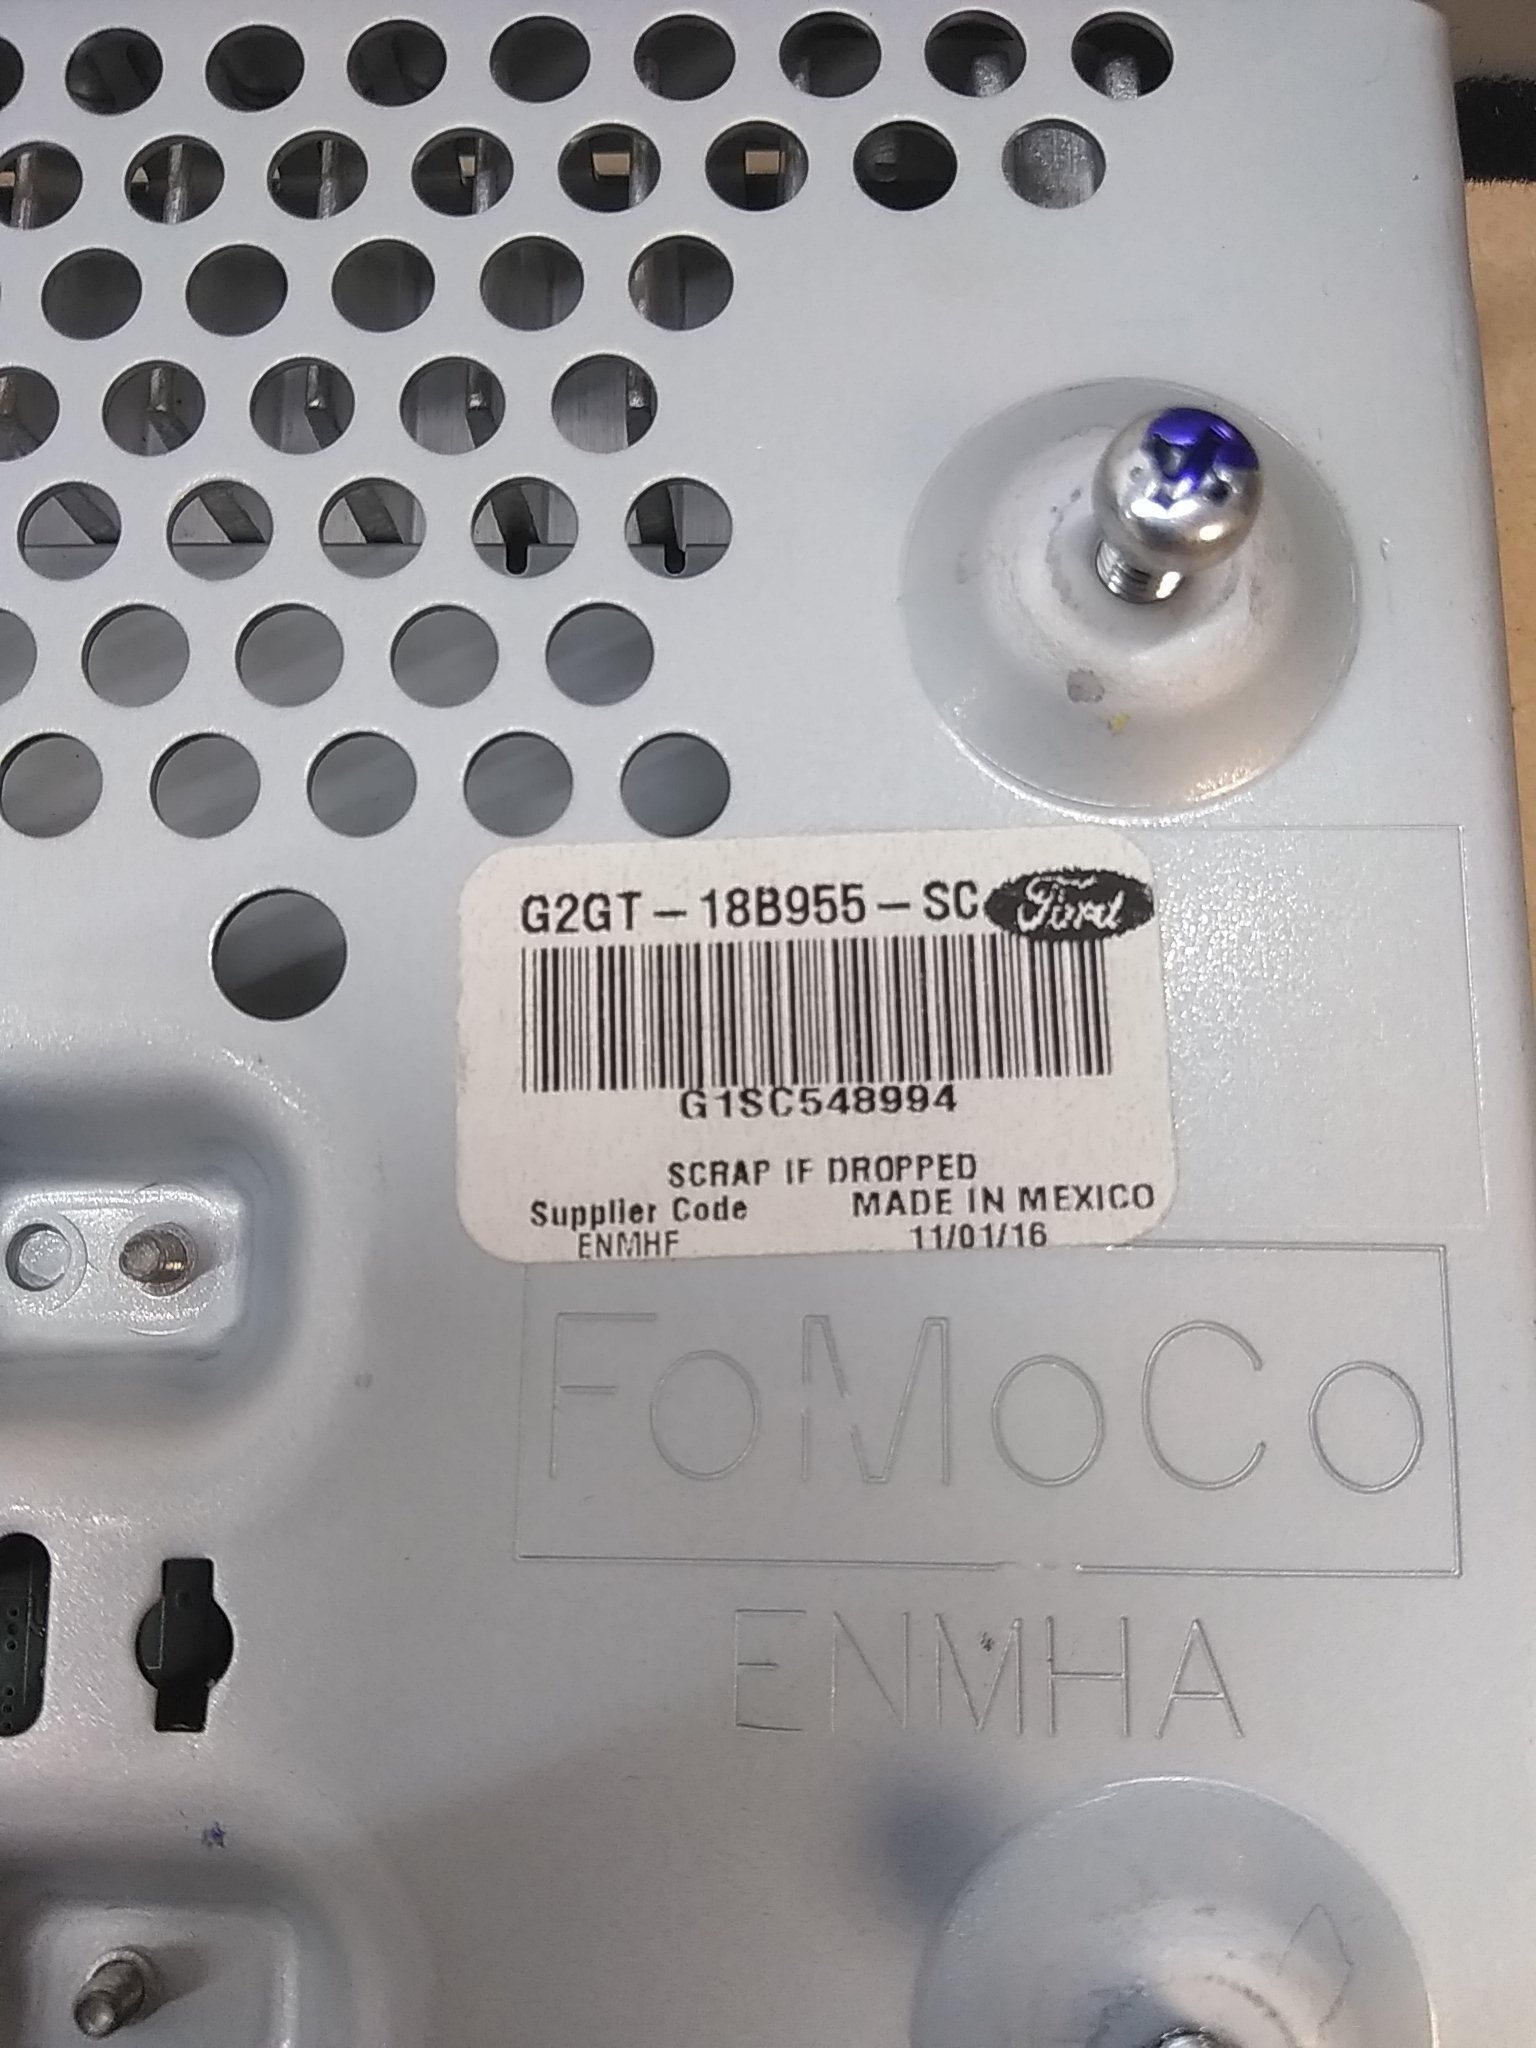 G2GT-18B955-SC Ford
G1SC548994
SCRAP IF DROPPED
Supplier Code MADE IN MEXICO
ENMHF 11/01/16
FoMoCo
ENMHA